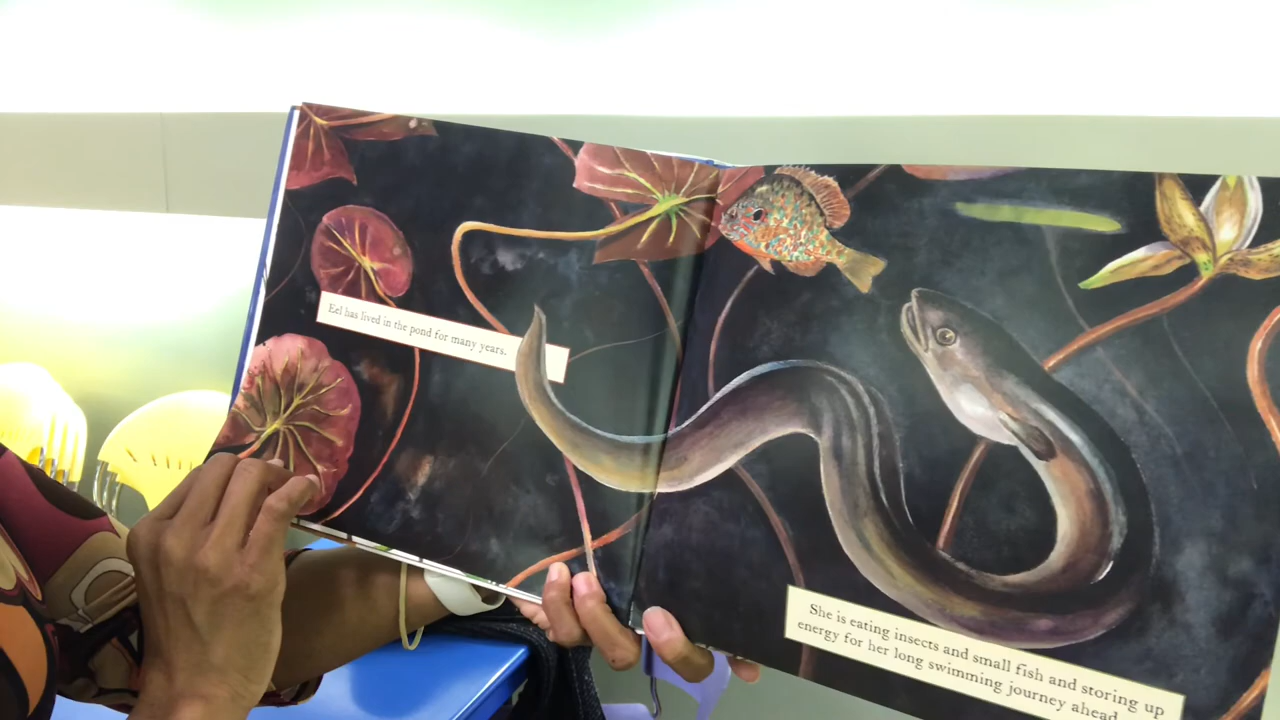 Eel has lived in the pond for many years.
She is eating insects and small fish and storing up
energy for her long swimming journey ahead